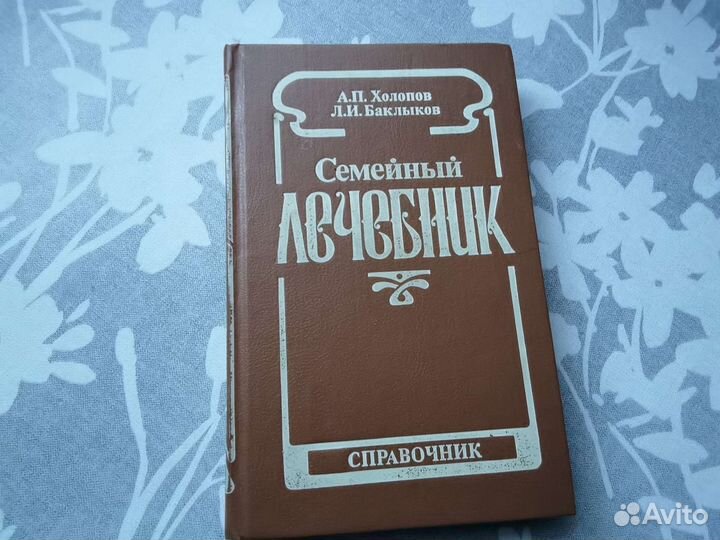 А.П. Холопов
Л.И. Баклыков
Семейный
ЛЕЧЕБНИК
СПРАВОЧНИК
Avito